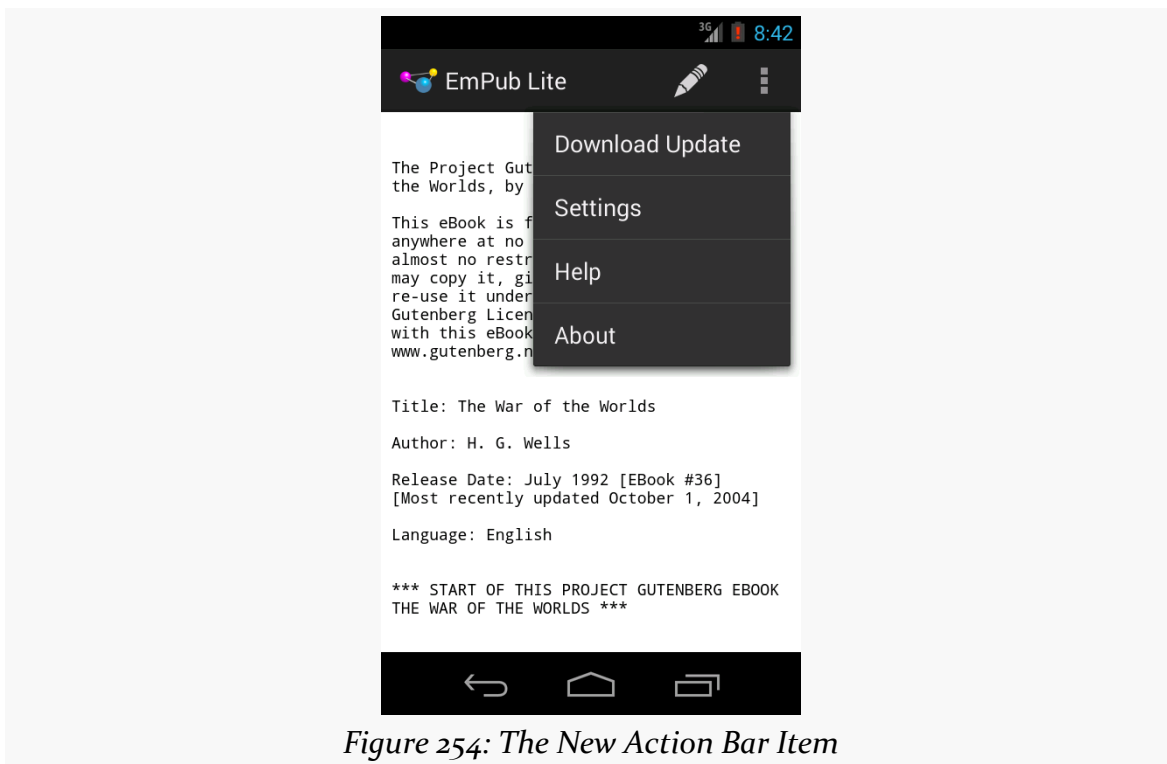 3G 8:42
EmPub Lite
Download Update
Settings
Help
About
The Project Gut
the Worlds, by
This eBook is f
anywhere at no
almost no restr
may copy it, gi
re-use it under
Gutenberg Licen
with this eBook
www.gutenberg.n
Title: The War of the Worlds
Author: H. G. Wells
Release Date: July 1992 [EBook #36]
[Most recently updated October 1, 2004]
Language: English
*** START OF THIS PROJECT GUTENBERG EBOOK
THE WAR OF THE WORLDS ***
Figure 254: The New Action Bar Item